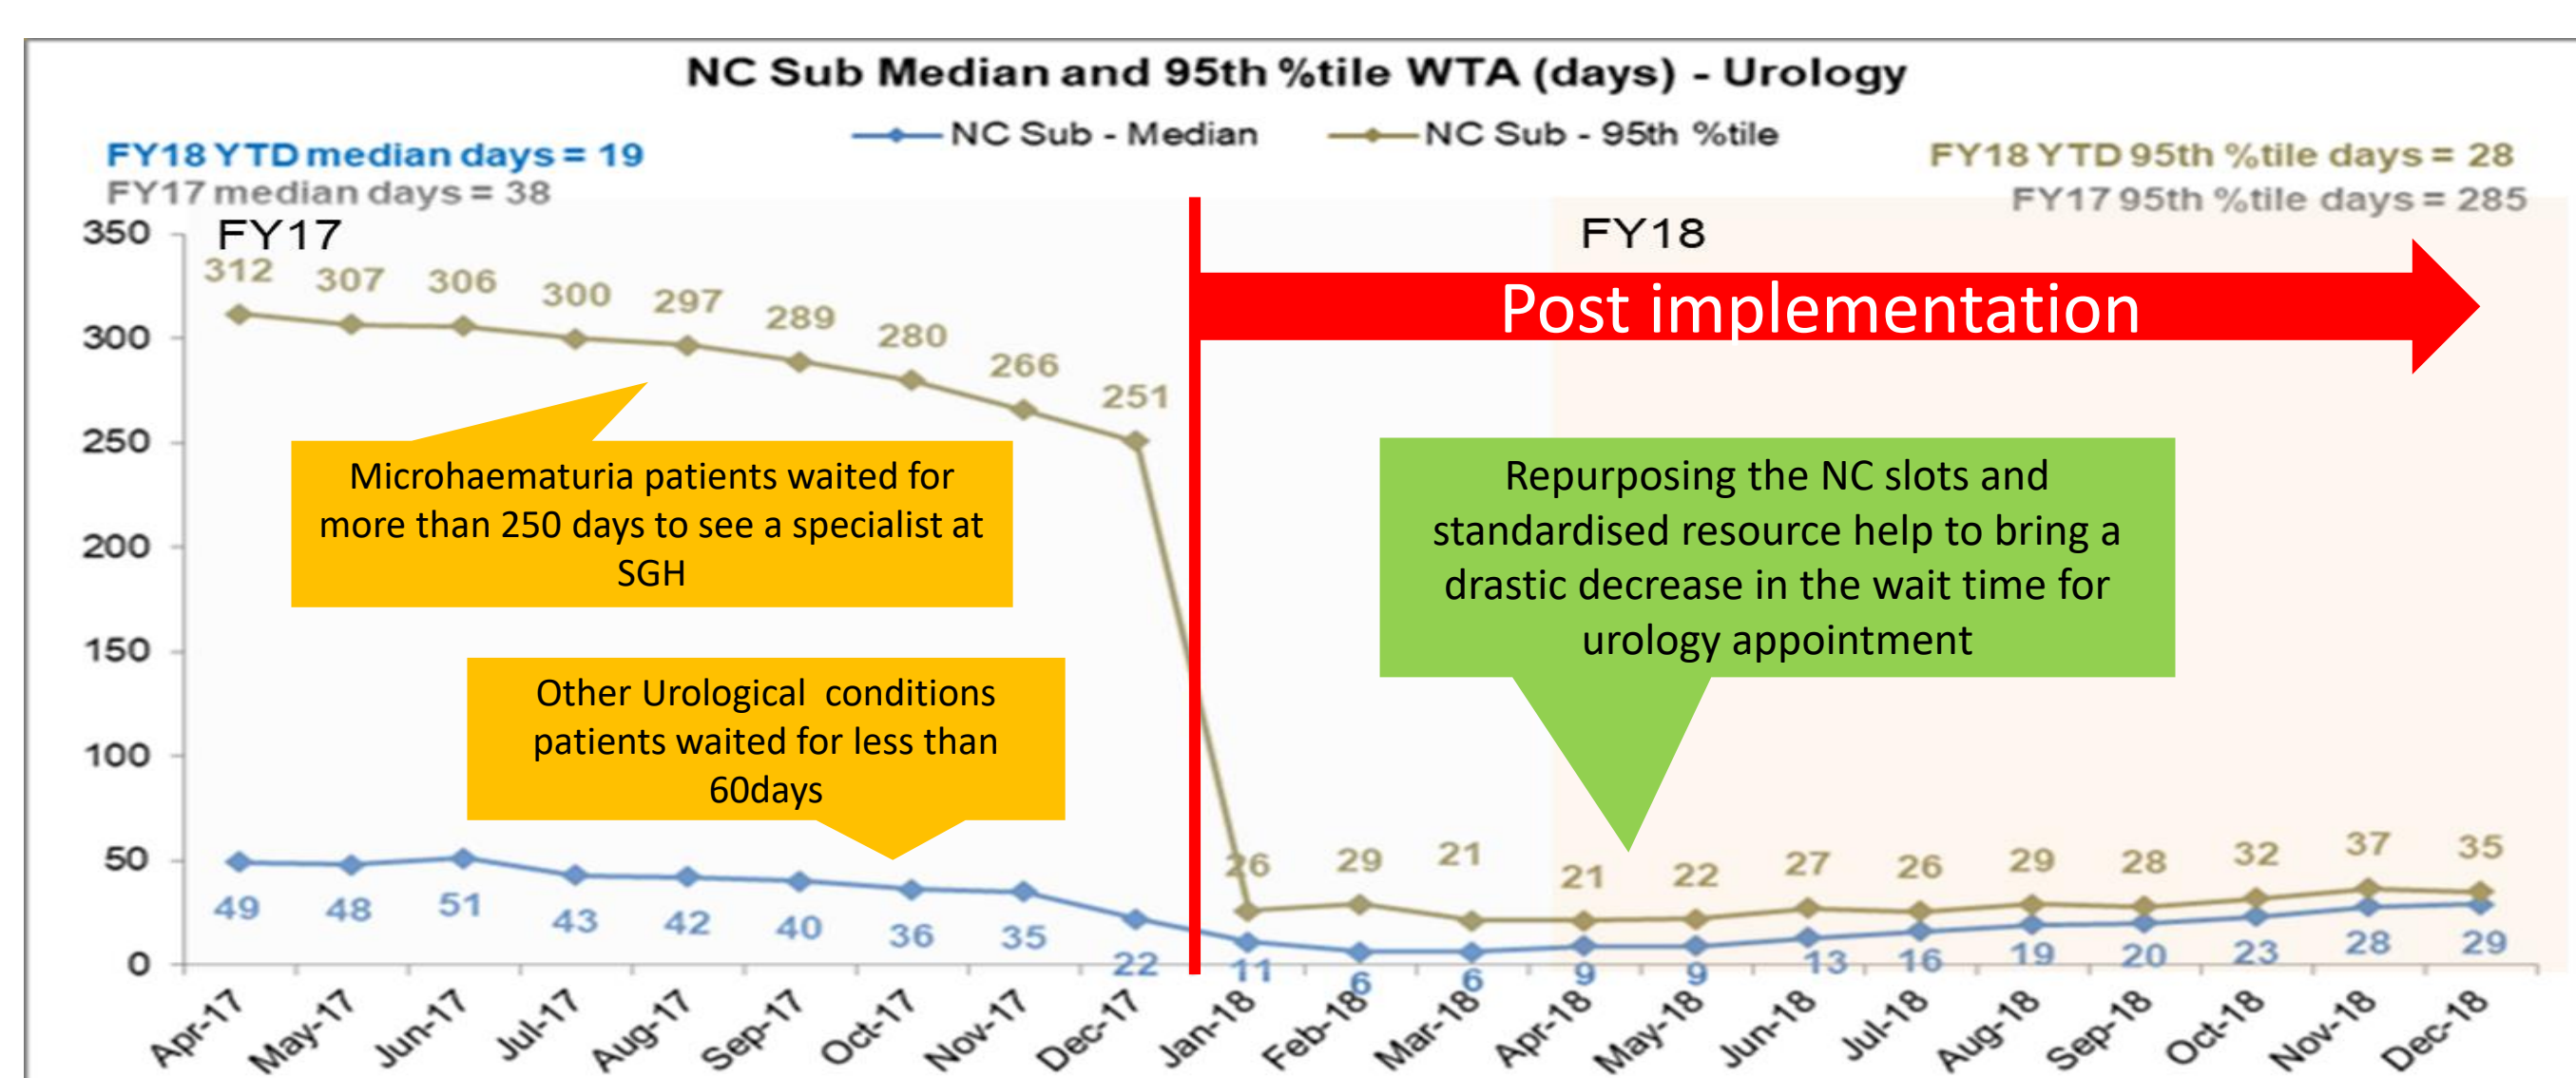 NC Sub Median and 95th %tile WTA (days) - Urology
NC Sub - Median
NC Sub - 95th %tile
FY18 YTD median days = 19
FY17 median days = 38
FY18 YTD 95th %tile days = 28
FY17 95th %tile days = 285
FY17
FY18
Post implementation
350
300
250
200
150
100
50
0
312 307 306 300 297 289 280 266 251 26 29 21 21 22 27 26 29 28 32 37 35
Microhaematuria patients waited for
more than 250 days to see a specialist at
SGH
Repurposing the NC slots and
standardised resource help to bring a
drastic decrease in the wait time for
urology appointment
Other Urological conditions
patients waited for less than
60days
49 48 51 43 42 40 36 35 22 11 6 6 9 9 13 16 19 20 23 28 29
Apr-17 May-17 Jun-17 Jul-17 Aug-17 Sep-17 Oct-17 Nov-17 Dec-17 Jan-18 Feb-18 Mar-18 Apr-18 May-18 Jun-18 Jul-18 Aug-18 Sep-18 Oct-18 Nov-18 Dec-18